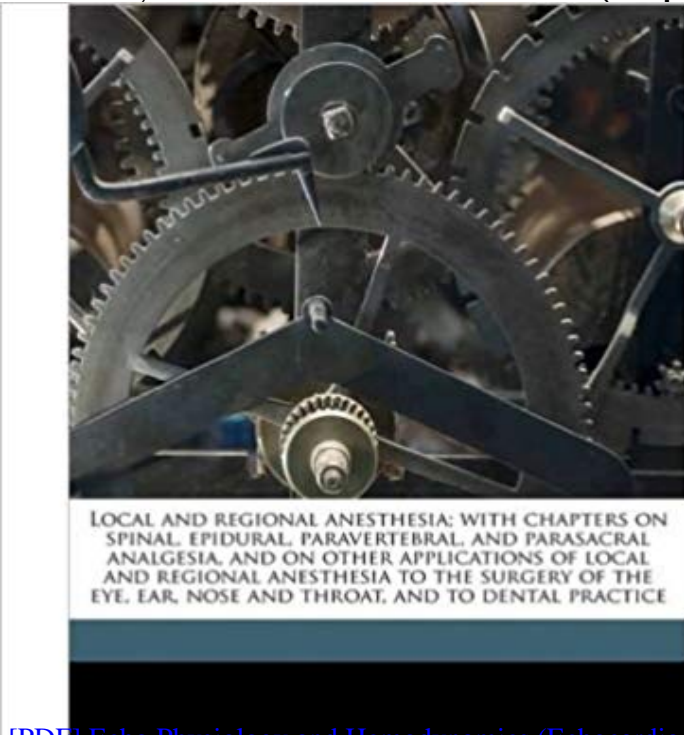 LOCAL AND REGIONAL ANESTHESIA; WITH CHAPTERS ON
SPINAL, EPIDURAL, PARAVERTEBRAL, AND PARASACRAL
ANALGESIA, AND ON OTHER APPLICATIONS OF LOCAL
AND REGIONAL ANESTHESIA TO THE SURGERY OF THE
EYE, EAR, NOSE AND THROAT, AND TO DENTAL PRACTICE